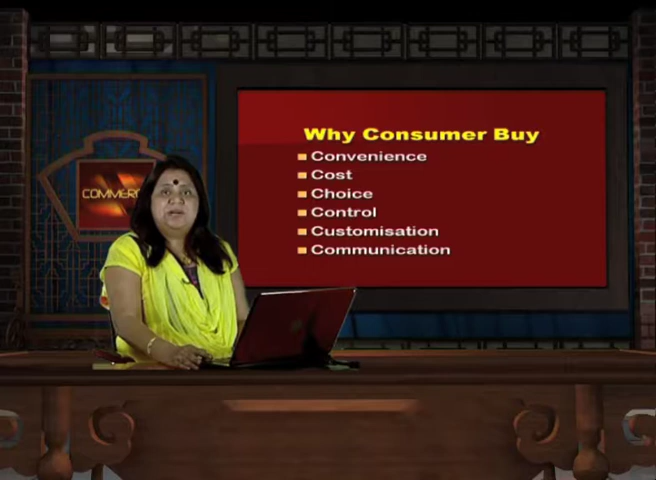 Why Consumer Buy
Convenience
Cost
Choice
Control
Customisation
Communication